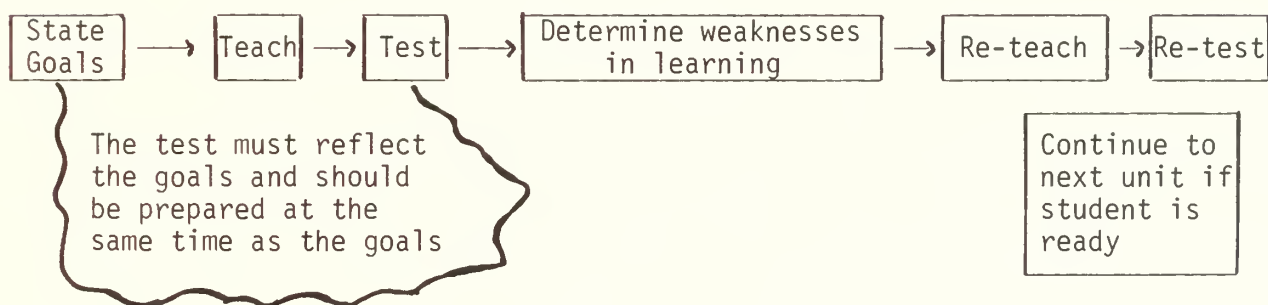 State
Goals
Teach
Test
Determine weaknesses
in learning
Re-teach
Re-test
The test must reflect
the goals and should
be prepared at the
same time as the goals
Continue to
next unit if
student is
ready